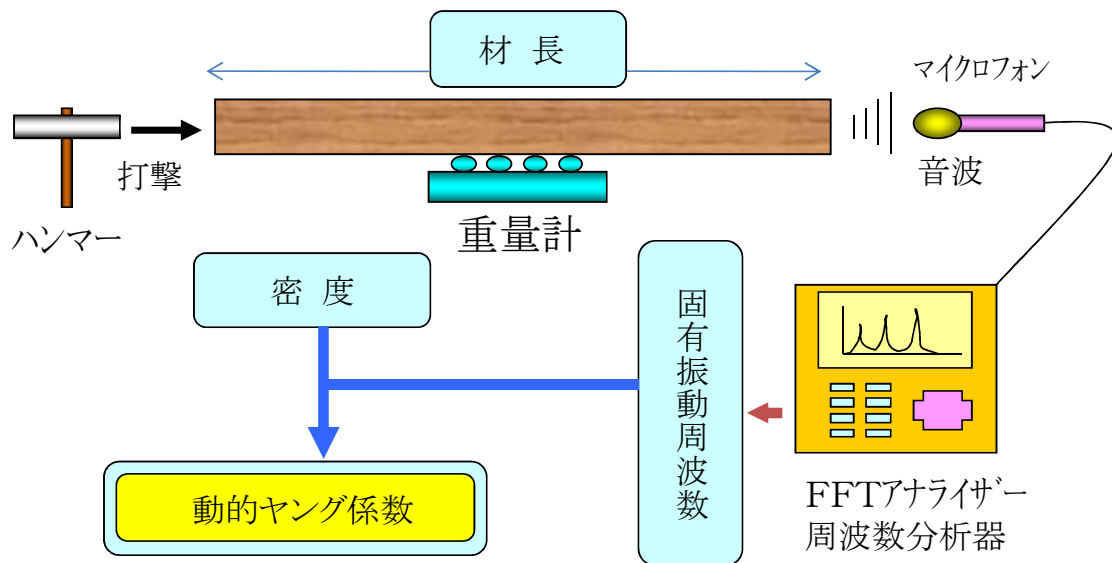 材 長
マイクロフォン
打撃
音波
ハンマー
重量計
密 度
固有振動周波数
動的ヤング係数
FFTアナライザー
周波数分析器